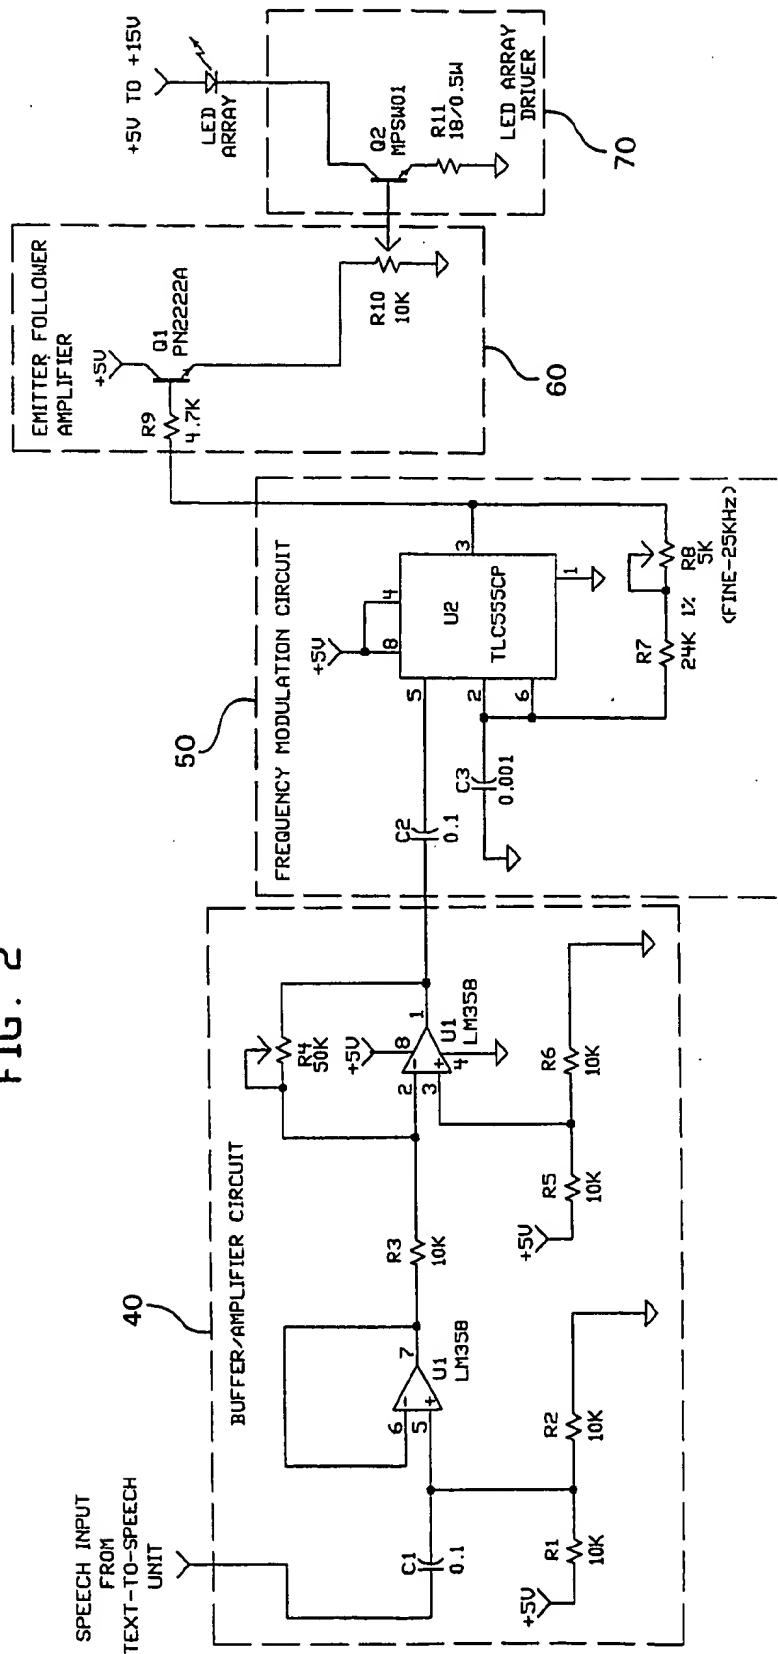 FIG. 2
SPEECH INPUT
FROM
TEXT-TO-SPEECH
UNIT
40
BUFFER/AMPLIFIER CIRCUIT
C1
0.1
+5V
R1
10K
R2
10K
6
5
7
U1
LM358
R3
10K
R4
50K
+5V
8
2
3
1
4
U1
LM358
+5V
R5
10K
R6
10K
50
FREQUENCY MODULATION CIRCUIT
C2
0.1
C3
0.001
+5V
5
8
4
2
6
3
1
U2
TLC555CP
R7
24K 1%
R8
5K
(FINE-25KHz)
60
EMITTER FOLLOWER
AMPLIFIER
R9
4.7K
+5V
Q1
PN2222A
R10
10K
+5V TO +15V
LED
ARRAY
Q2
MPSW01
R11
18/0.5W
LED ARRAY
DRIVER
70